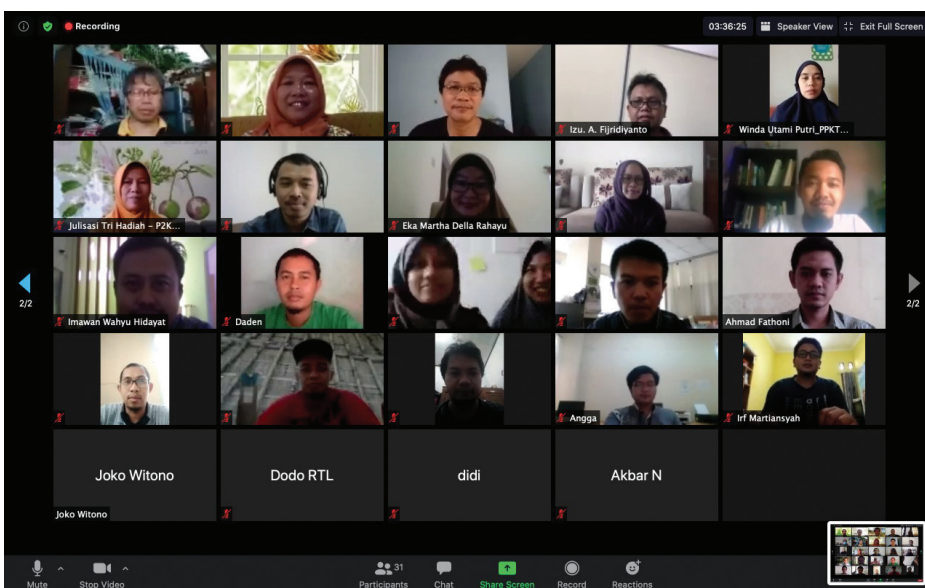 Recording
03:36:25 Speaker View Exit Full Screen
Izu. A. Fijridiyanto
Winda Utami Putri_PPKT...
Julisasi Tri Hadiah - P2K...
Eka Martha Della Rahayu
2/2
2/2
Imawan Wahyu Hidayat
Daden
Ahmad Fathoni
Angga
Irf Martiansyah
Joko Witono
Dodo RTL
didi
Akbar N
Joko Witono
Mute
Stop Video
31
Participants
Chat
Share Screen
Record
Reactions